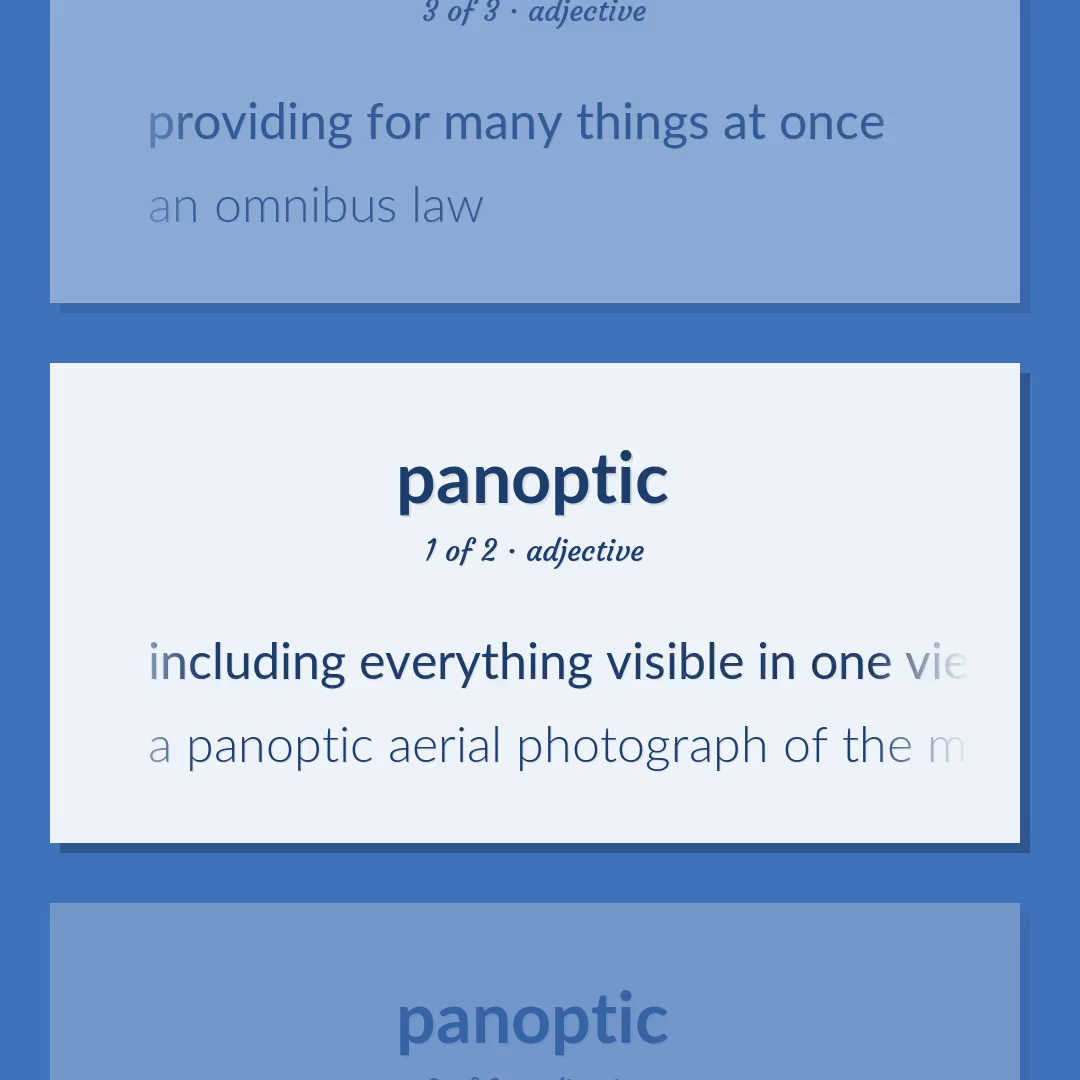 3 of 3 · adjective
providing for many things at once
an omnibus law
panoptic
1 of 2 · adjective
including everything visible in one
a panoptic aerial photograph of the
panoptic